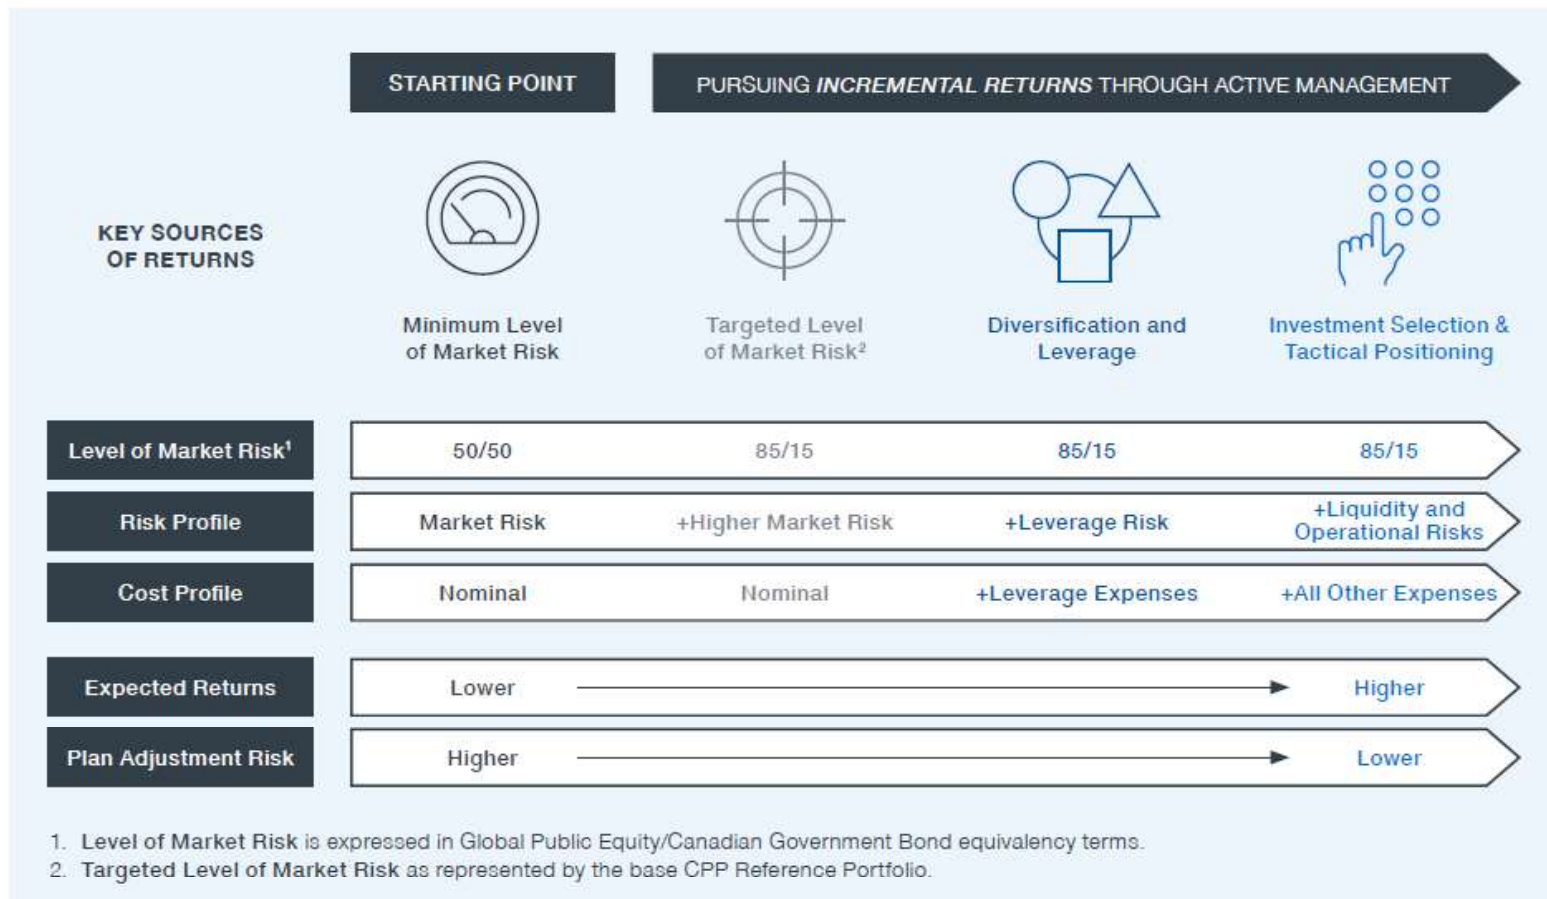 STARTING POINT
PURSUING INCREMENTAL RETURNS THROUGH ACTIVE MANAGEMENT
KEY SOURCES
OF RETURNS
Minimum Level
of Market Risk
Targeted Level
of Market Risk²
Diversification and
Leverage
Investment Selection &
Tactical Positioning
Level of Market Risk¹
50/50
85/15
85/15
85/15
Risk Profile
Market Risk
+Higher Market Risk
+Leverage Risk
+Liquidity and
Operational Risks
Cost Profile
Nominal
Nominal
+Leverage Expenses
+All Other Expenses
Expected Returns
Lower
Higher
Plan Adjustment Risk
Higher
Lower
1. Level of Market Risk is expressed in Global Public Equity/Canadian Government Bond equivalency terms.
2. Targeted Level of Market Risk as represented by the base CPP Reference Portfolio.